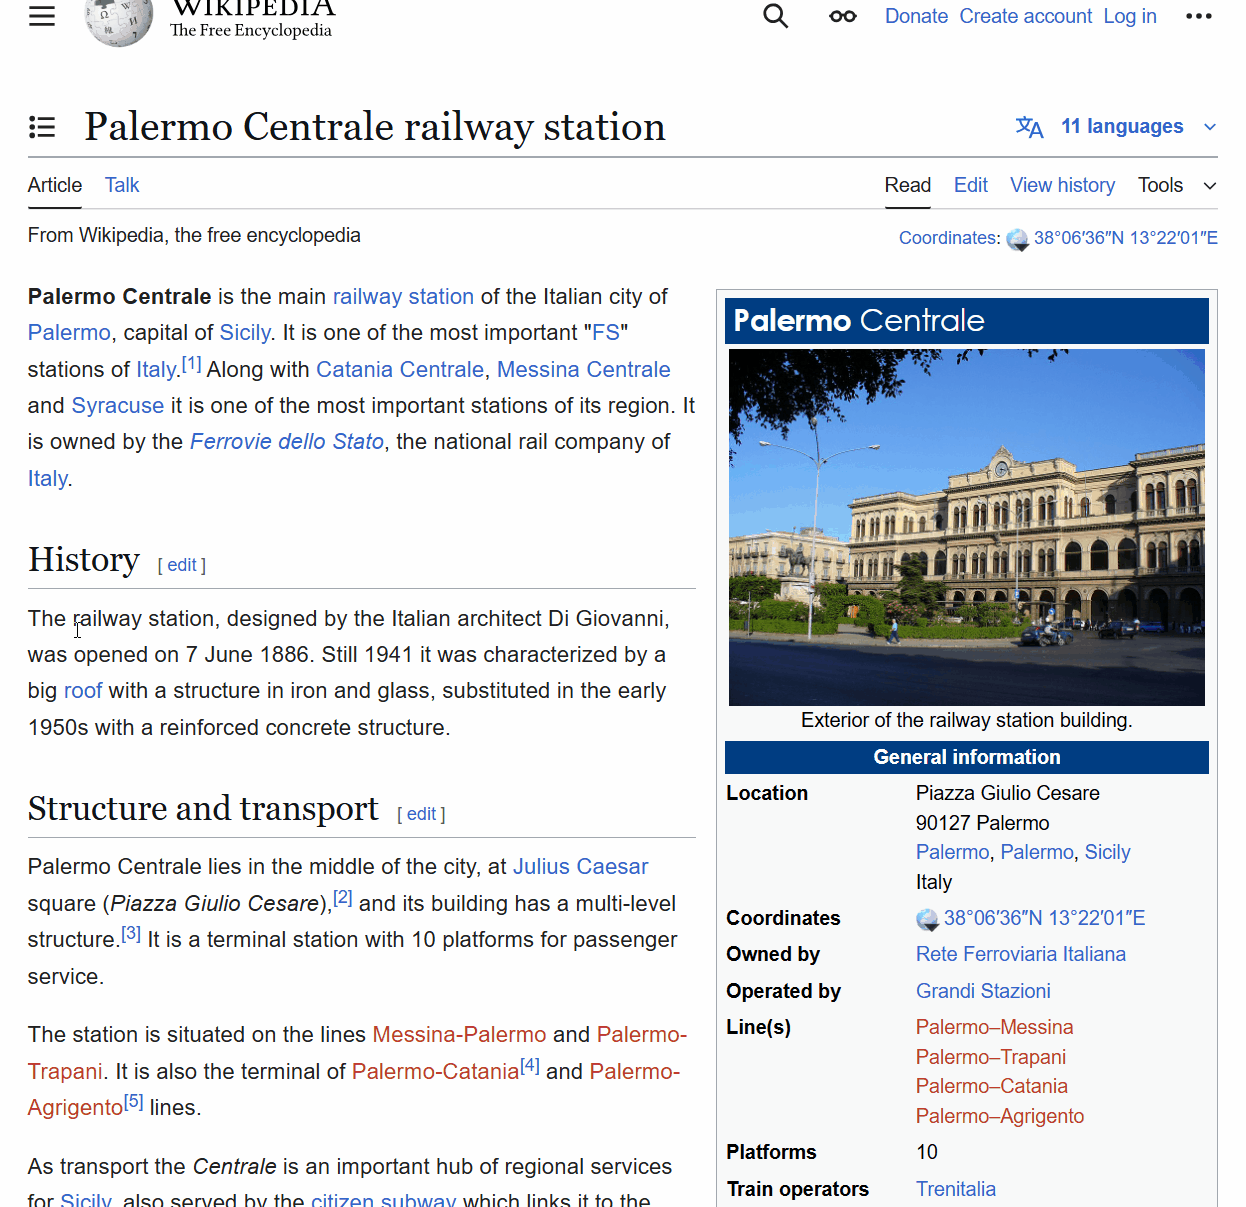 WIKIPEDIA
The Free Encyclopedia
Donate Create account Log in
Palermo Centrale railway station
11 languages
Article Talk
Read Edit View history Tools
From Wikipedia, the free encyclopedia
Coordinates: 38°06′36″N 13°22′01″E
Palermo Centrale is the main railway station of the Italian city of
Palermo, capital of Sicily. It is one of the most important "FS"
stations of Italy.[1] Along with Catania Centrale, Messina Centrale
and Syracuse it is one of the most important stations of its region. It
is owned by the Ferrovie dello Stato, the national rail company of
Italy.
History [ edit ]
The railway station, designed by the Italian architect Di Giovanni,
was opened on 7 June 1886. Still 1941 it was characterized by a
big roof with a structure in iron and glass, substituted in the early
1950s with a reinforced concrete structure.
Structure and transport [ edit ]
Palermo Centrale lies in the middle of the city, at Julius Caesar
square (Piazza Giulio Cesare),[2] and its building has a multi-level
structure.[3] It is a terminal station with 10 platforms for passenger
service.
The station is situated on the lines Messina-Palermo and Palermo-
Trapani. It is also the terminal of Palermo-Catania[4] and Palermo-
Agrigento[5] lines.
As transport the Centrale is an important hub of regional services
for Sicily, also served by the citizen subway which links it to the
Palermo Centrale
Exterior of the railway station building.
General information
Location Piazza Giulio Cesare
90127 Palermo
Palermo, Palermo, Sicily
Italy
Coordinates 38°06′36″N 13°22′01″E
Owned by Rete Ferroviaria Italiana
Operated by Grandi Stazioni
Line(s) Palermo–Messina
Palermo–Trapani
Palermo–Catania
Palermo–Agrigento
Platforms 10
Train operators Trenitalia